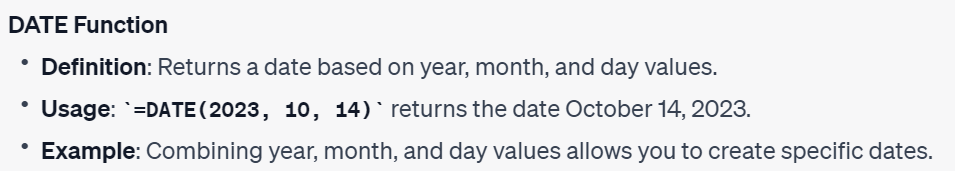 DATE Function
• Definition: Returns a date based on year, month, and day values.
• Usage: `=DATE(2023, 10, 14)` returns the date October 14, 2023.
• Example: Combining year, month, and day values allows you to create specific dates.